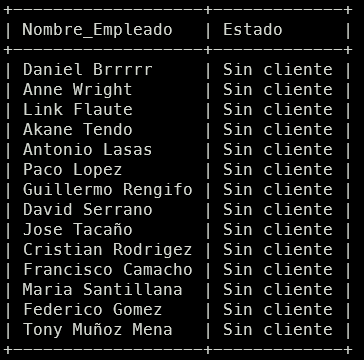 +-------------------+-------------+
| Nombre_Empleado   | Estado      |
+-------------------+-------------+
| Daniel Brrrrr     | Sin cliente |
| Anne Wright       | Sin cliente |
| Link Flaute       | Sin cliente |
| Akane Tendo       | Sin cliente |
| Antonio Lasas     | Sin cliente |
| Paco Lopez        | Sin cliente |
| Guillermo Rengifo | Sin cliente |
| David Serrano     | Sin cliente |
| Jose Tacaño       | Sin cliente |
| Cristian Rodrigez | Sin cliente |
| Francisco Camacho | Sin cliente |
| Maria Santillana  | Sin cliente |
| Federico Gomez    | Sin cliente |
| Tony Muñoz Mena   | Sin cliente |
+-------------------+-------------+